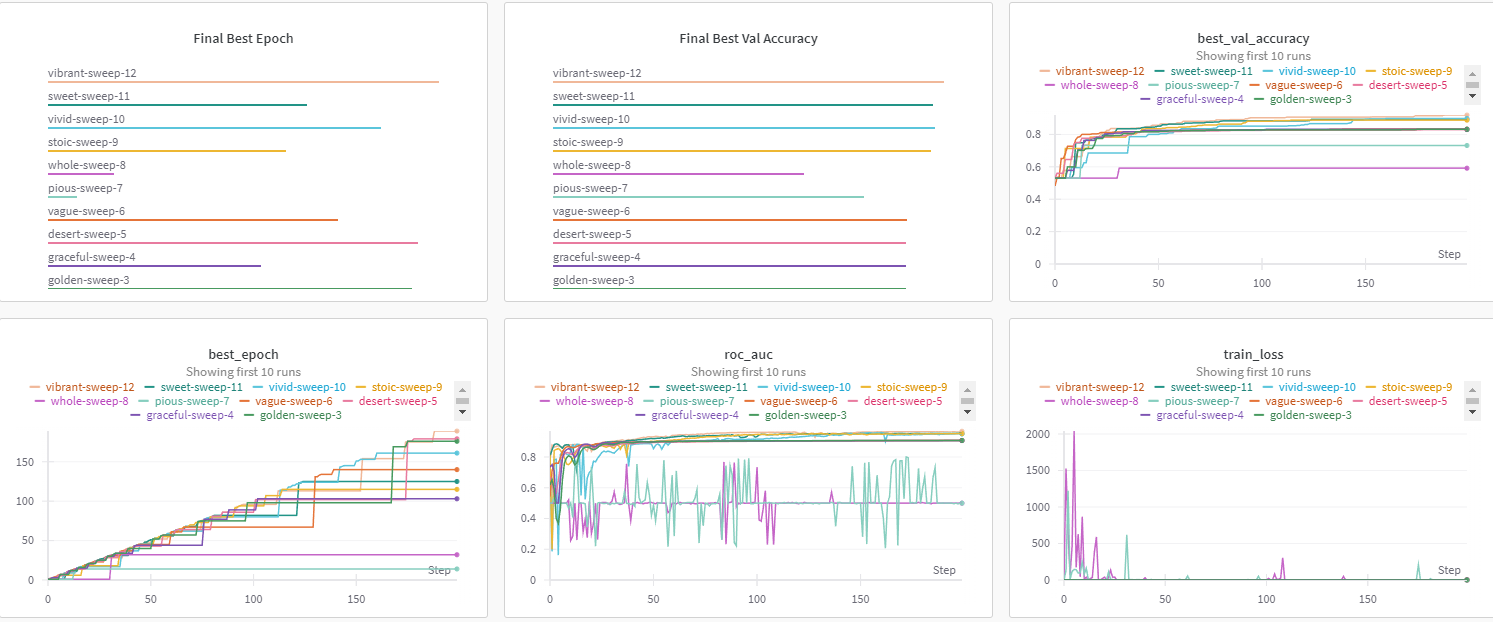 Final Best Epoch
vibrant-sweep-12
sweet-sweep-11
vivid-sweep-10
stoic-sweep-9
whole-sweep-8
pious-sweep-7
vague-sweep-6
desert-sweep-5
graceful-sweep-4
golden-sweep-3
Final Best Val Accuracy
vibrant-sweep-12
sweet-sweep-11
vivid-sweep-10
stoic-sweep-9
whole-sweep-8
pious-sweep-7
vague-sweep-6
desert-sweep-5
graceful-sweep-4
golden-sweep-3
best_val_accuracy
Showing first 10 runs
vibrant-sweep-12 sweet-sweep-11 vivid-sweep-10 stoic-sweep-9
whole-sweep-8 pious-sweep-7 vague-sweep-6 desert-sweep-5
graceful-sweep-4 golden-sweep-3
0.8
0.6
0.4
0.2
0
Step
0 50 100 150
best_epoch
Showing first 10 runs
vibrant-sweep-12 sweet-sweep-11 vivid-sweep-10 stoic-sweep-9
whole-sweep-8 pious-sweep-7 vague-sweep-6 desert-sweep-5
graceful-sweep-4 golden-sweep-3
150
100
50
0
Step
0 50 100 150
roc_auc
Showing first 10 runs
vibrant-sweep-12 sweet-sweep-11 vivid-sweep-10 stoic-sweep-9
whole-sweep-8 pious-sweep-7 vague-sweep-6 desert-sweep-5
graceful-sweep-4 golden-sweep-3
0.8
0.6
0.4
0.2
0
Step
0 50 100 150
train_loss
Showing first 10 runs
vibrant-sweep-12 sweet-sweep-11 vivid-sweep-10 stoic-sweep-9
whole-sweep-8 pious-sweep-7 vague-sweep-6 desert-sweep-5
graceful-sweep-4 golden-sweep-3
2000
1500
1000
500
0
Step
0 50 100 150